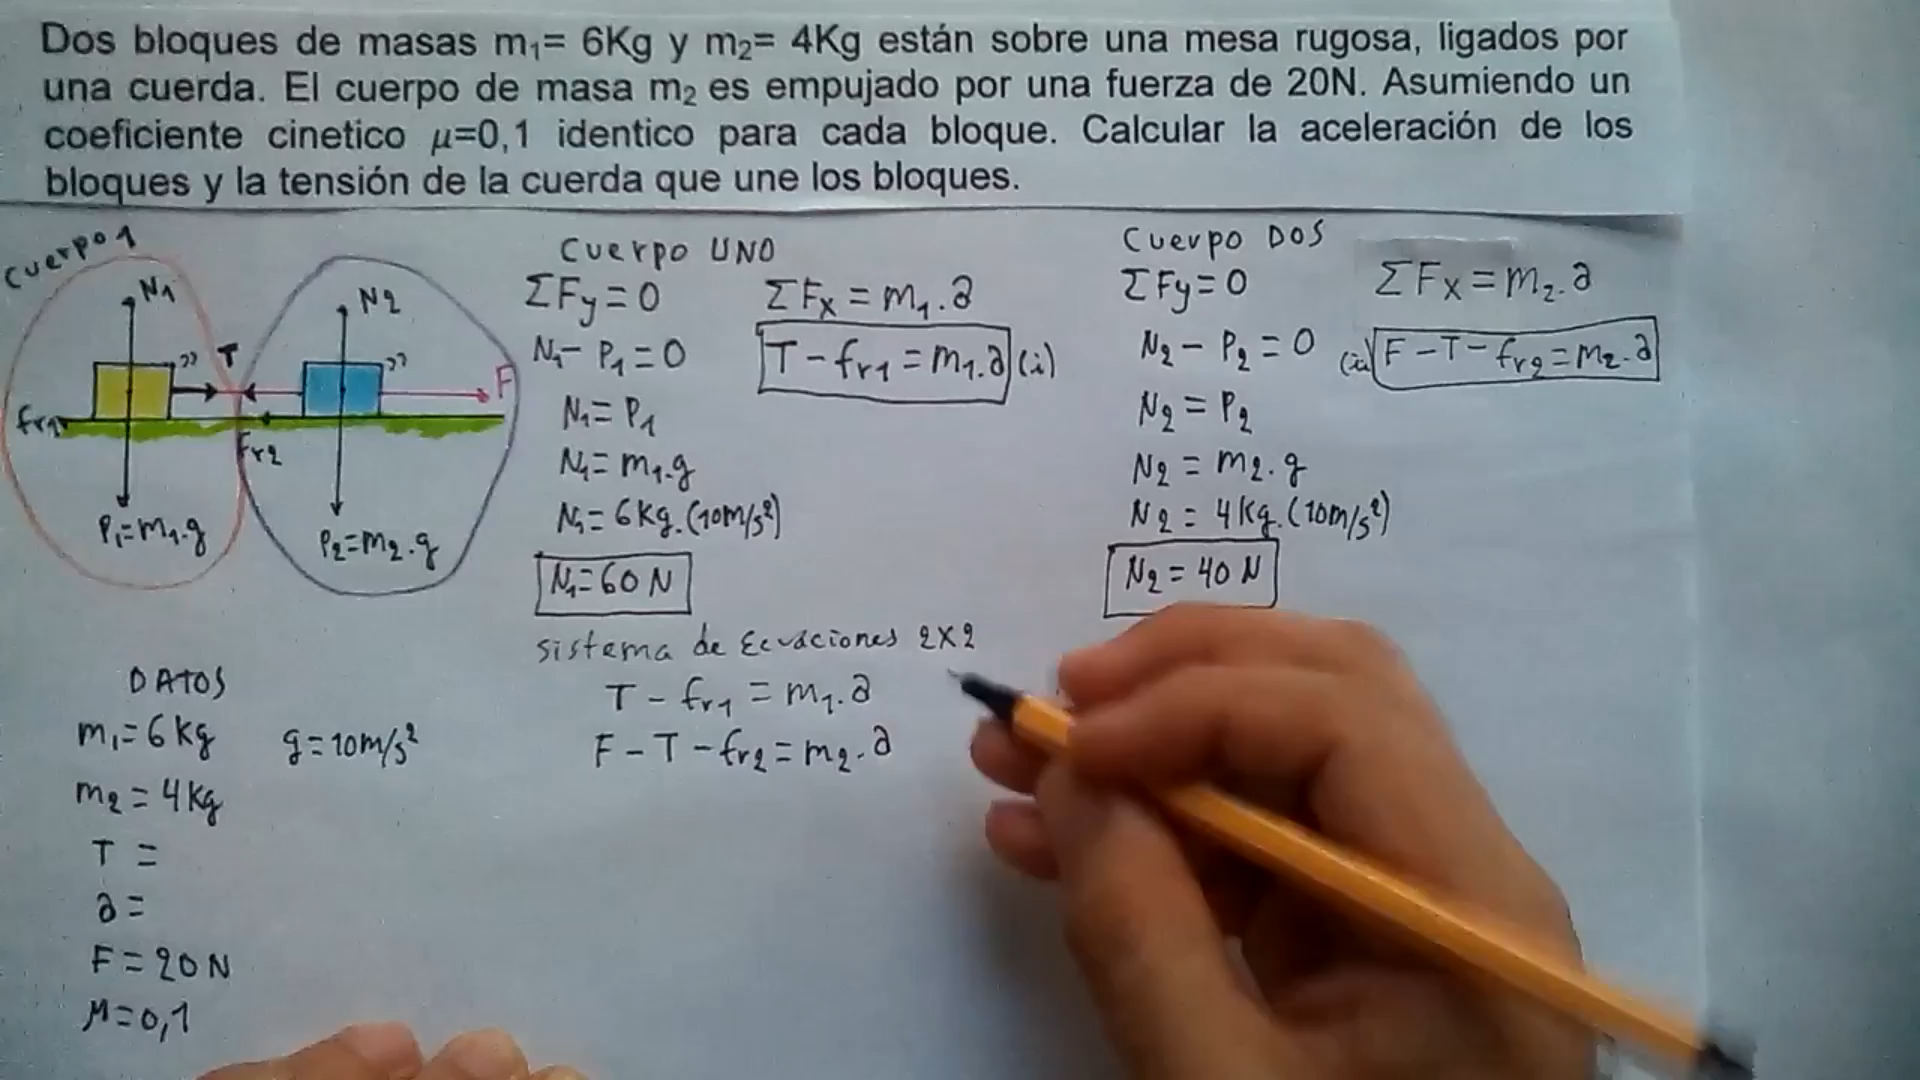 Dos bloques de masas m₁= 6Kg y m₂= 4Kg están sobre una mesa rugosa, ligados por
una cuerda. El cuerpo de masa m₂ es empujado por una fuerza de 20N. Asumiendo un
coeficiente cinetico μ=0,1 identico para cada bloque. Calcular la aceleración de los
bloques y la tensión de la cuerda que une los bloques.
Cuerpo 1
N₁
N2
T
F
fr₁
Fr2
P₁=m₁.g
P₂=m₂.g
DATOS
m₁=6kg
g=10m/s²
m₂=4kg
T=
a=
F=20N
M=0,1
Cuerpo UNO
ΣFy=0
N₁-P₁=0
N₁=P₁
N₁=m₁.g
N₁=6kg.(10m/s²)
N₁=60N
ΣFx=m₁.a
T-fr₁=m₁.a (i)
Cuerpo DOS
ΣFy=0
N₂-P₂=0
N₂=P₂
N₂=m₂.g
N₂=4kg.(10m/s²)
N₂=40N
ΣFx=m₂.a
(ii) F-T-fr₂=m₂.a
sistema de Ecuaciones 2x2
T-fr₁=m₁.a
F-T-fr₂=m₂.a